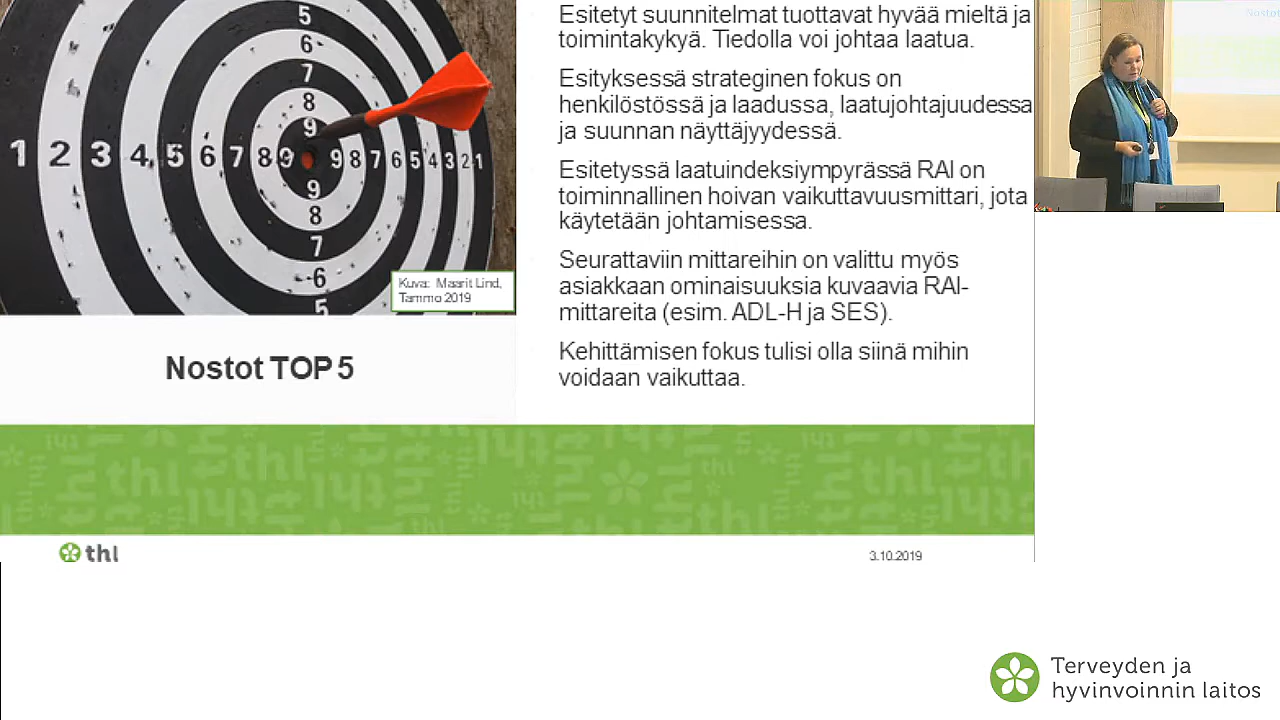 5
6
7
8
9
1 2 3 4 5 6 7 8 9 9 8 7 6 5 4 3 2 1
9
8
7
6
5
Kuva: Maarit Lind,
Tammo 2019
Nostot TOP 5
Esitetyt suunnitelmat tuottavat hyvää mieltä ja
toimintakykyä. Tiedolla voi johtaa laatua.
Esityksessä strateginen fokus on
henkilöstössä ja laadussa, laatujohtajuudessa
ja suunnan näyttäjyydessä.
Esitetyssä laatuindeksiympyrässä RAI on
toiminnallinen hoivan vaikuttavuusmittari, jota
käytetään johtamisessa.
Seurattaviin mittareihin on valittu myös
asiakkaan ominaisuuksia kuvaavia RAI-
mittareita (esim. ADL-H ja SES).
Kehittämisen fokus tulisi olla siinä mihin
voidaan vaikuttaa.
thl
3.10.2019
Terveyden ja
hyvinvoinnin laitos